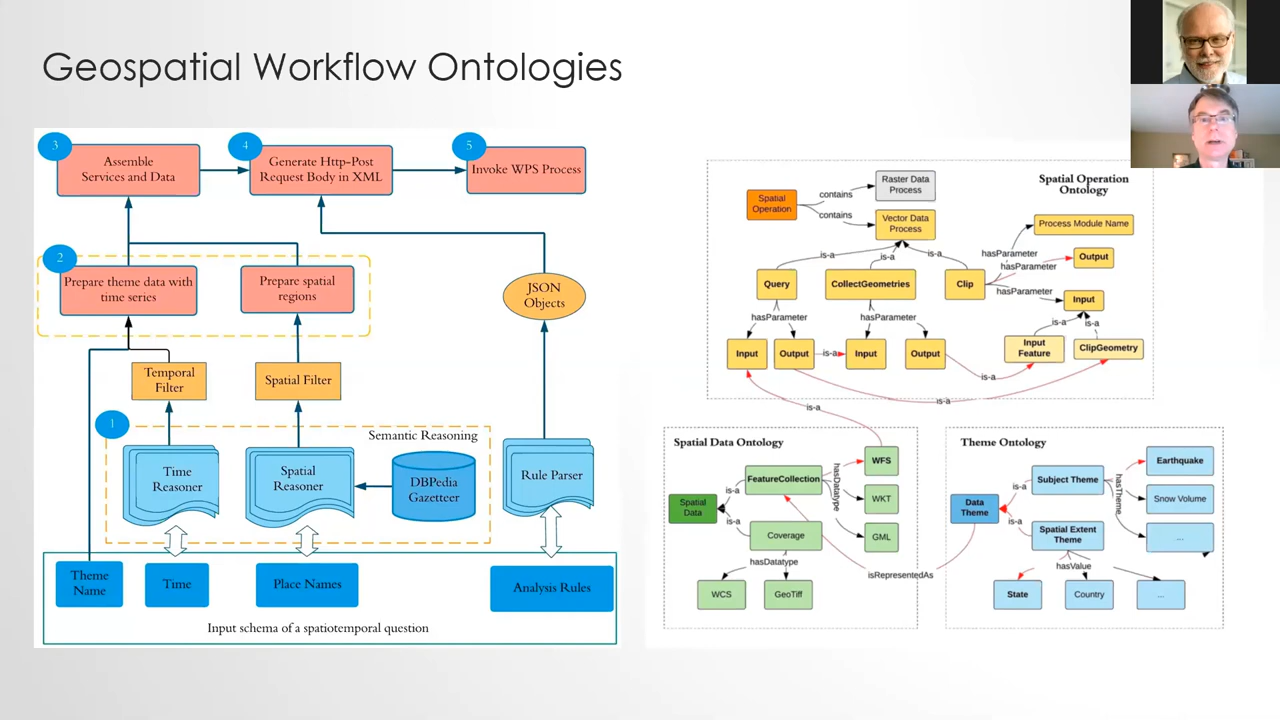 Geospatial Workflow Ontologies
3
Assemble
Services and Data
4
Generate Http-Post
Request Body in XML
5
Invoke WPS Process
2
Prepare theme data with
time series
Prepare spatial
regions
JSON
Objects
Temporal
Filter
Spatial Filter
1
Semantic Reasoning
Time
Reasoner
Spatial
Reasoner
DBPedia
Gazetteer
Rule Parser
Theme
Name
Time
Place Names
Analysis Rules
Input schema of a spatiotemporal question
Spatial Operation
Ontology
Spatial
Operation
contains
contains
Raster Data
Process
Vector Data
Process
Process Module Name
is-a
is-a
is-a
hasParameter
hasParameter
hasParameter
Output
Query
CollectGeometries
Clip
Input
hasParameter
hasParameter
is-a
is-a
Input
Output
is-a
Input
Output
Input
Feature
ClipGeometry
is-a
is-a
is-a
Spatial Data Ontology
FeatureCollection
hasDatatype
WFS
is-a
Spatial
Data
WKT
is-a
Coverage
GML
hasDatatype
WCS
GeoTiff
isRepresentedAs
Theme Ontology
Earthquake
Subject Theme
hasTheme
is-a
Snow Volume
Data
Theme
is-a
Spatial Extent
Theme
...
hasValue
State
Country
...